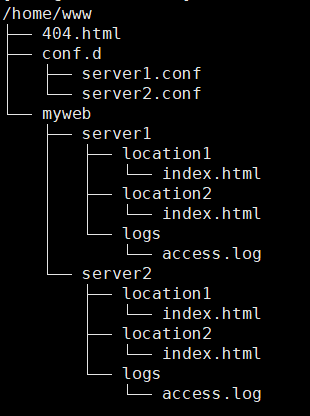 /home/www
├── 404.html
├── conf.d
│   ├── server1.conf
│   └── server2.conf
└── myweb
    ├── server1
    │   ├── location1
    │   │   └── index.html
    │   ├── location2
    │   │   └── index.html
    │   └── logs
    │       └── access.log
    └── server2
        ├── location1
        │   └── index.html
        ├── location2
        │   └── index.html
        └── logs
            └── access.log